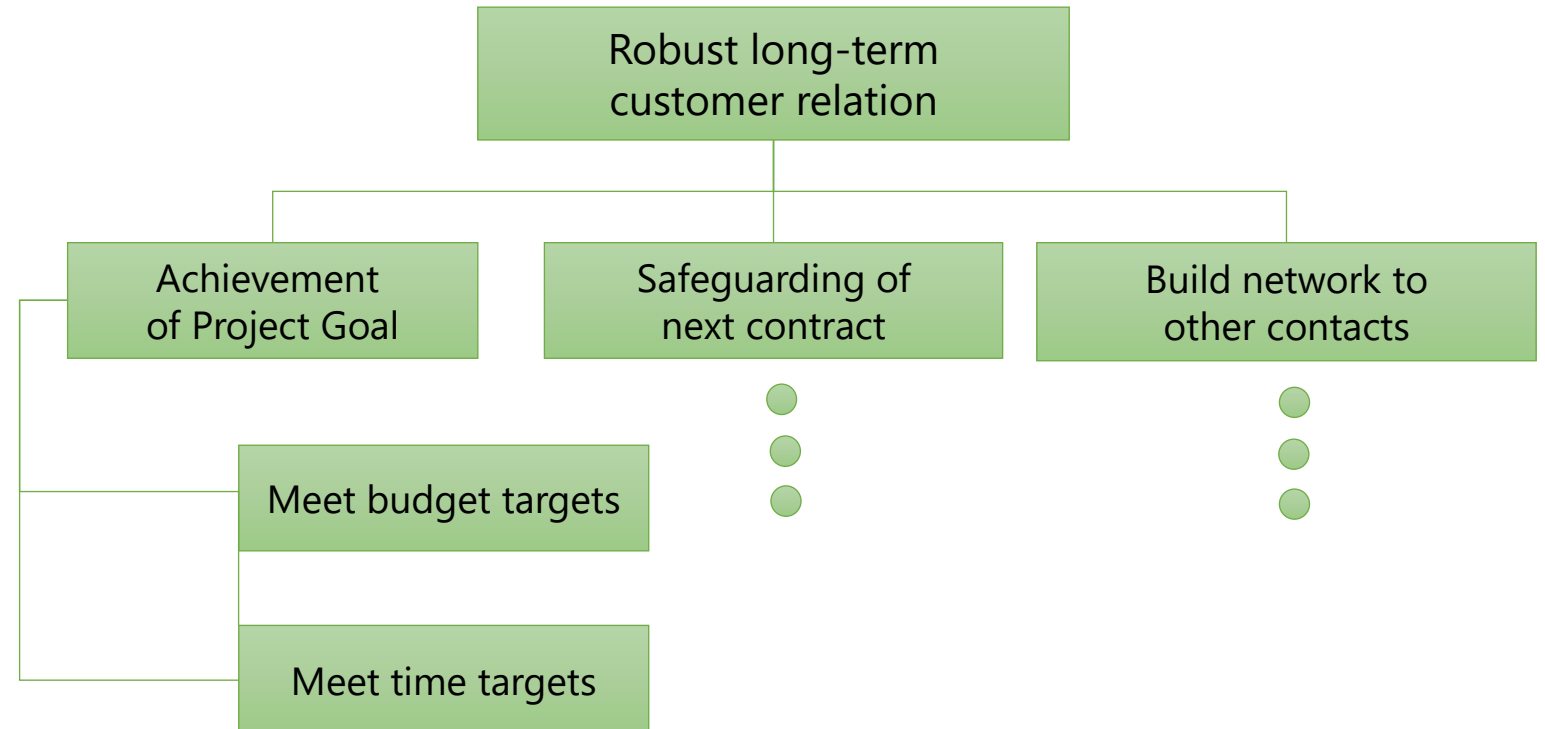 Robust long-term
customer relation
Achievement
of Project Goal
Safeguarding of
next contract
Build network to
other contacts
Meet budget targets
Meet time targets